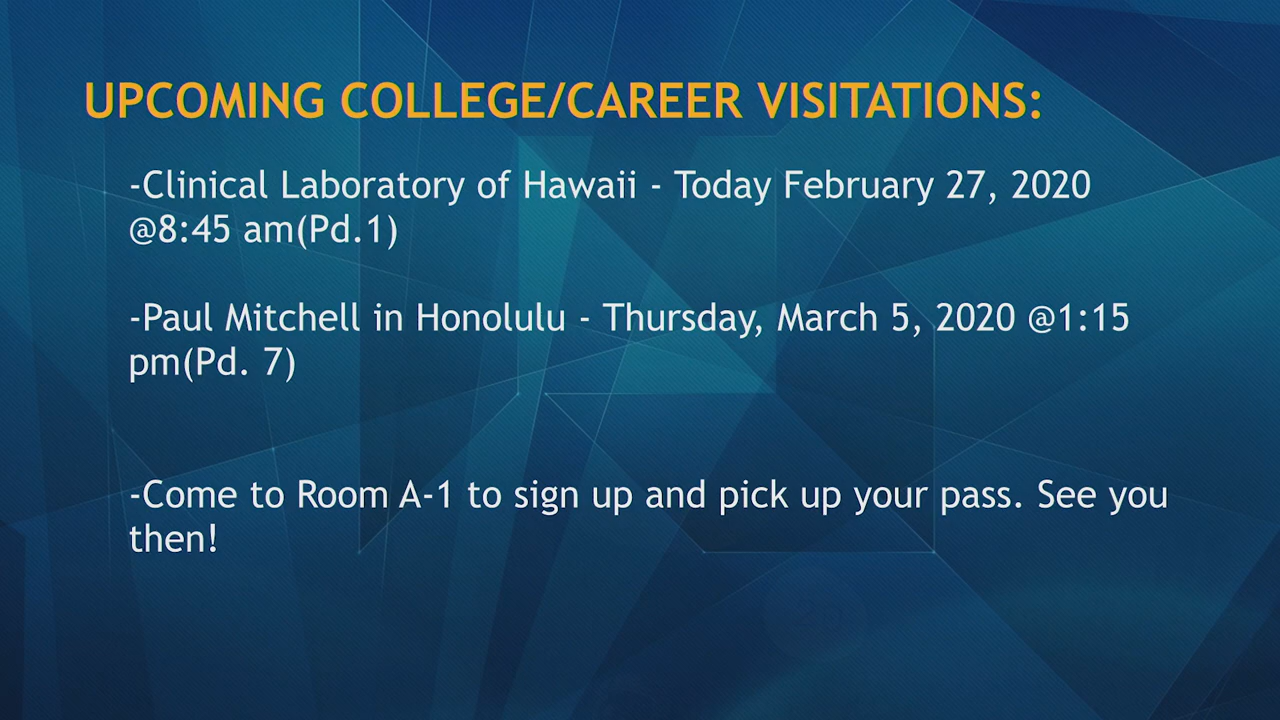 UPCOMING COLLEGE/CAREER VISITATIONS:
-Clinical Laboratory of Hawaii - Today February 27, 2020
@8:45 am(Pd.1)
-Paul Mitchell in Honolulu - Thursday, March 5, 2020 @1:15
pm(Pd. 7)
-Come to Room A-1 to sign up and pick up your pass. See you
then!